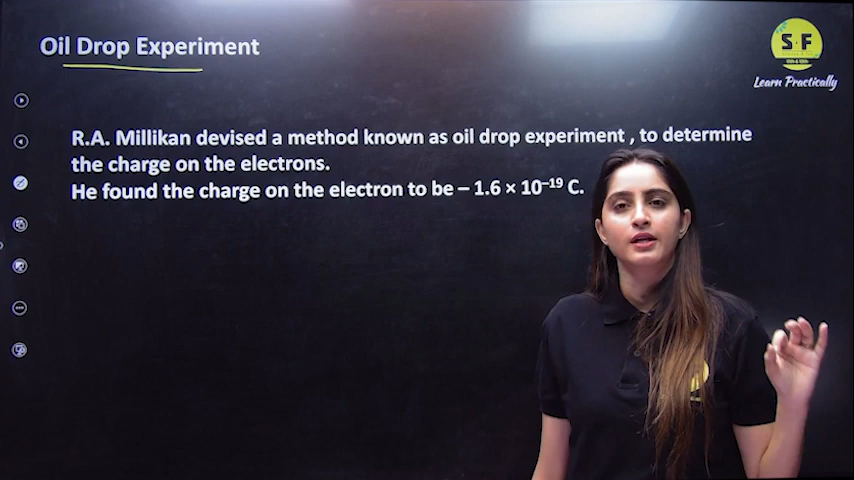 Oil Drop Experiment
S F
Learn Practically
R.A. Millikan devised a method known as oil drop experiment , to determine
the charge on the electrons.
He found the charge on the electron to be – 1.6 × 10⁻¹⁹ C.